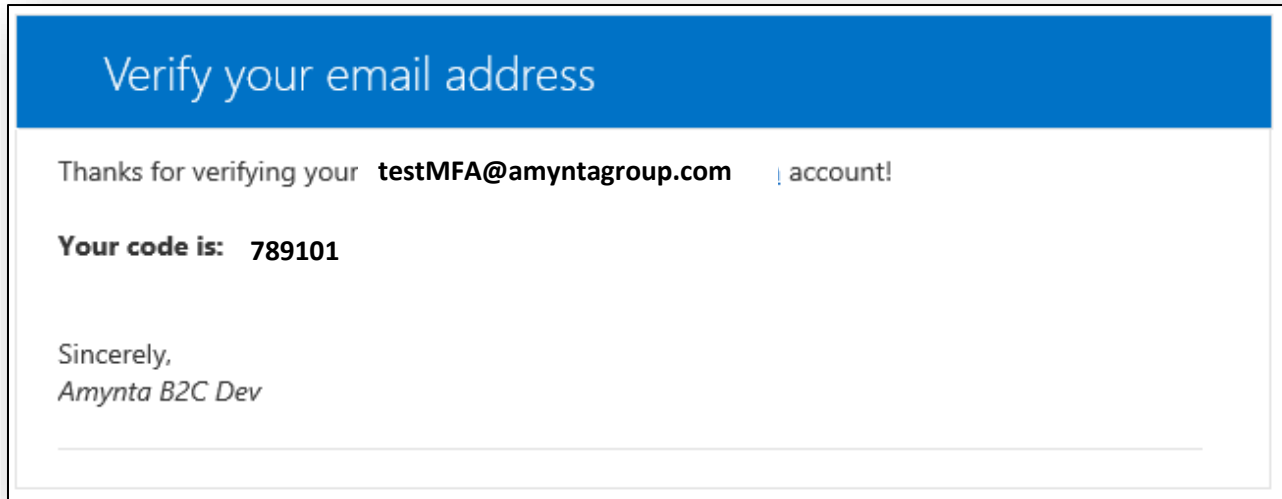 Verify your email address
Thanks for verifying your testMFA@amyntagroup.com account!
Your code is: 789101
Sincerely,
Amynta B2C Dev